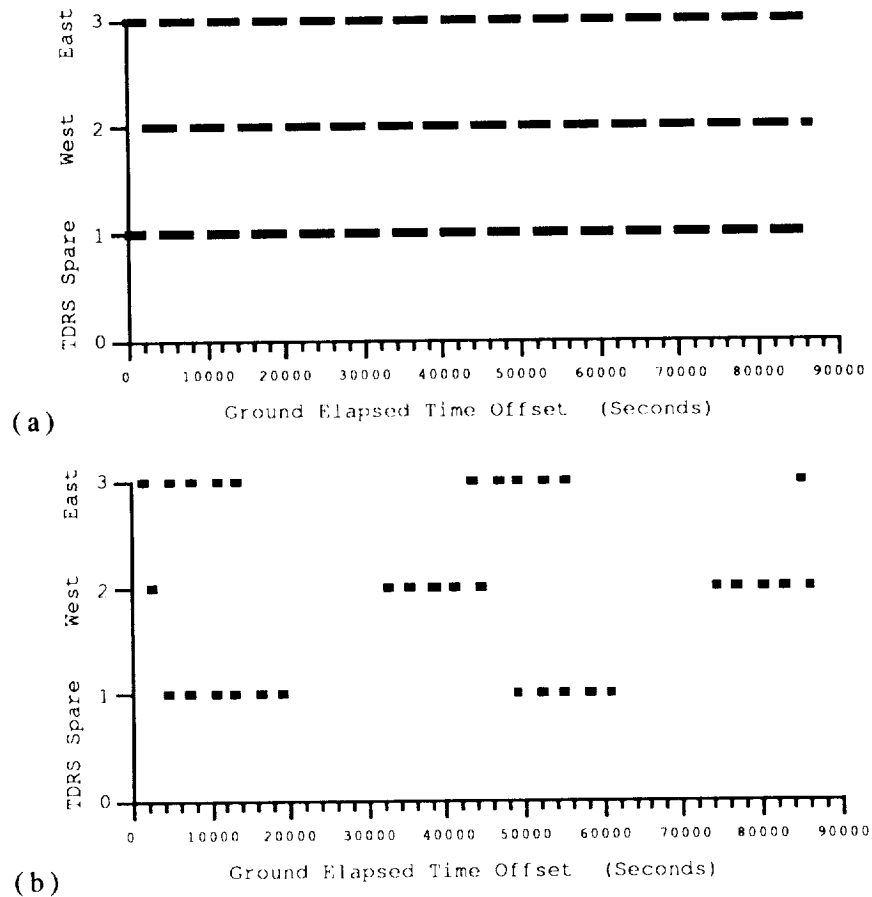 East
3
West
2
TDRS Spare
1
0
0 10000 20000 30000 40000 50000 60000 70000 80000 90000
Ground Elapsed Time Offset (Seconds)
(a)
East
3
West
2
TDRS Spare
1
0
0 10000 20000 30000 40000 50000 60000 70000 80000 90000
Ground Elapsed Time Offset (Seconds)
(b)